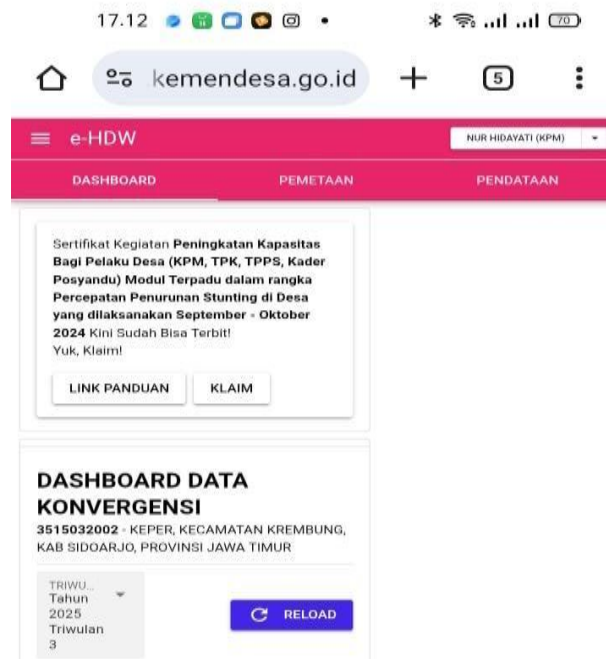 17.12
70
kemendesa.go.id
5
e-HDW
NUR HIDAYATI (KPM)
DASHBOARD
PEMETAAN
PENDATAAN
Sertifikat Kegiatan Peningkatan Kapasitas
Bagi Pelaku Desa (KPM, TPK, TPPS, Kader
Posyandu) Modul Terpadu dalam rangka
Percepatan Penurunan Stunting di Desa
yang dilaksanakan September - Oktober
2024 Kini Sudah Bisa Terbit!
Yuk, Klaim!
LINK PANDUAN
KLAIM
DASHBOARD DATA
KONVERGENSI
3515032002 - KEPER, KECAMATAN KREMBUNG,
KAB SIDOARJO, PROVINSI JAWA TIMUR
TRIWU...
Tahun
2025
Triwulan
3
RELOAD